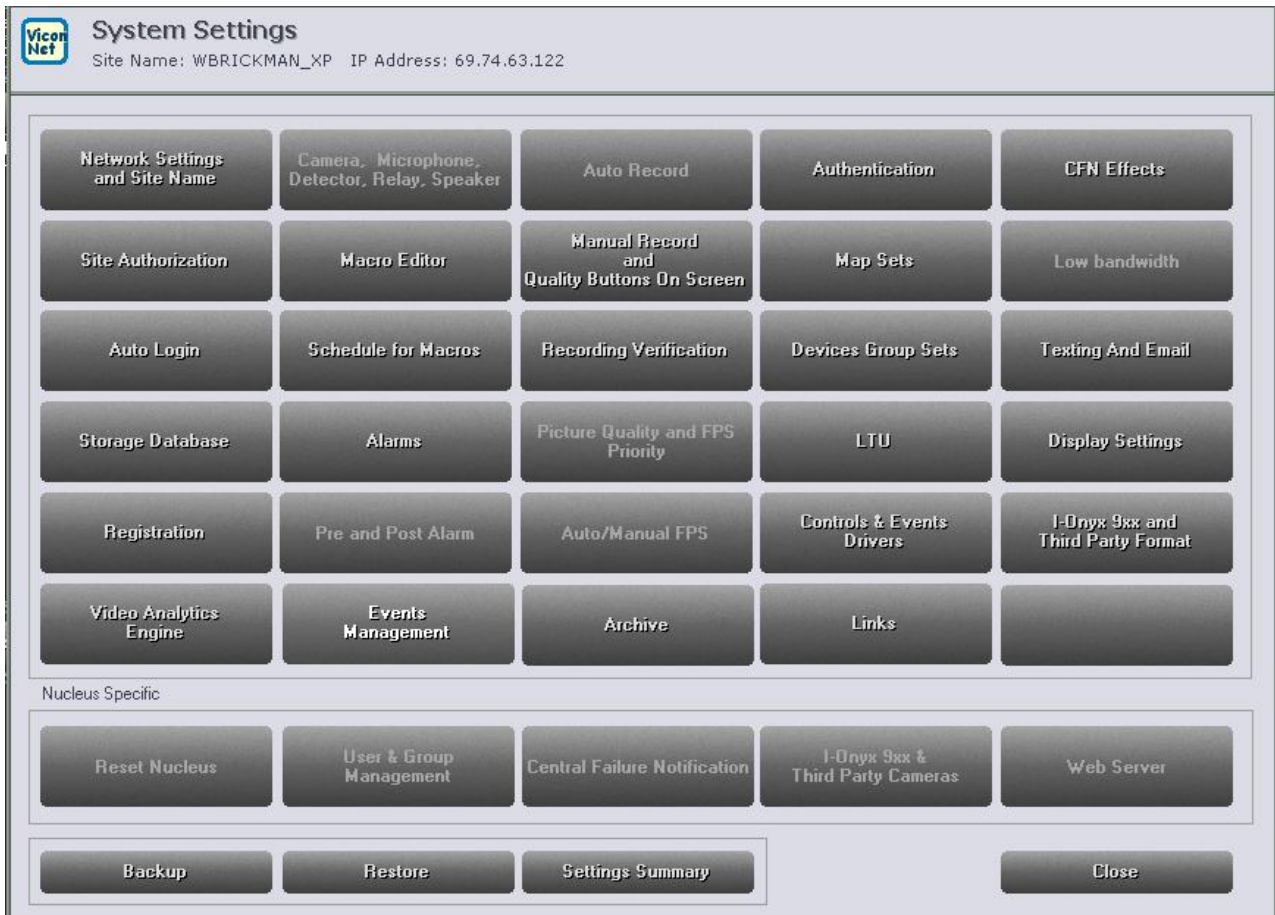 Vicon
Net
System Settings
Site Name: WBRICKMAN_XP IP Address: 69.74.63.122
Network Settings
and Site Name
Camera, Microphone,
Detector, Relay, Speaker
Auto Record
Authentication
CFN Effects
Site Authorization
Macro Editor
Manual Record
and
Quality Buttons On Screen
Map Sets
Low bandwidth
Auto Login
Schedule for Macros
Recording Verification
Devices Group Sets
Texting And Email
Storage Database
Alarms
Picture Quality and FPS
Priority
LTU
Display Settings
Registration
Pre and Post Alarm
Auto/Manual FPS
Controls & Events
Drivers
I-Onyx 9xx and
Third Party Format
Video Analytics
Engine
Events
Management
Archive
Links
Nucleus Specific
Reset Nucleus
User & Group
Management
Central Failure Notification
I-Onyx 9xx &
Third Party Cameras
Web Server
Backup
Restore
Settings Summary
Close